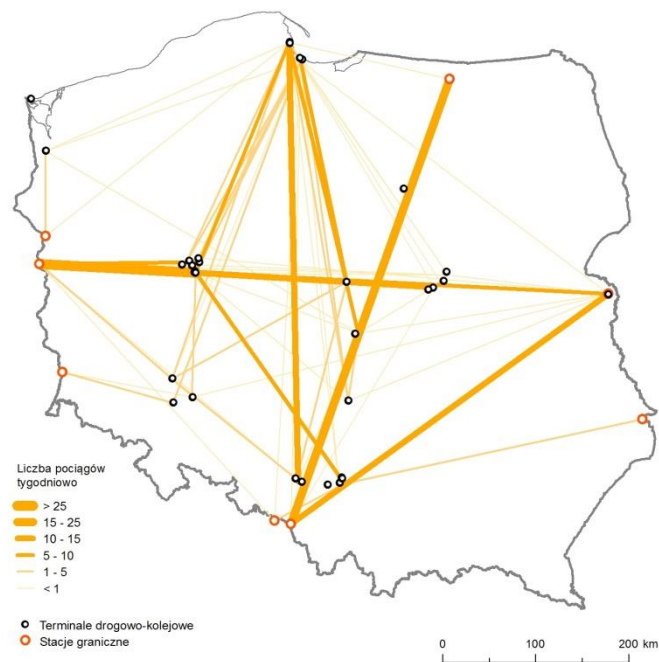 Liczba pociągów
tygodniowo
> 25
15 - 25
10 - 15
5 - 10
1 - 5
< 1
Terminale drogowo-kolejowe
Stacje graniczne
0 100 200 km